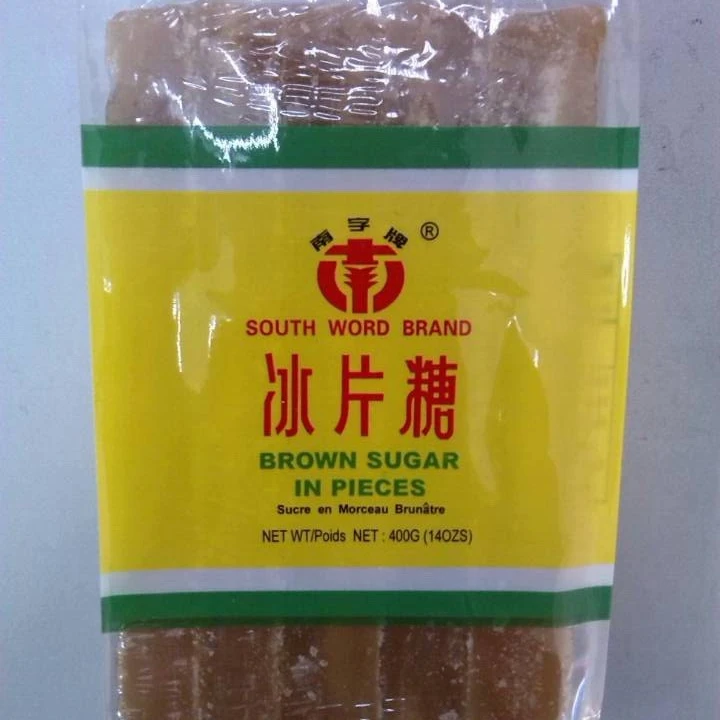 南字牌 ®
SOUTH WORD BRAND
冰片糖
BROWN SUGAR
IN PIECES
Sucre en Morceau Brunâtre
NET WT/Poids NET : 400G (14OZS)